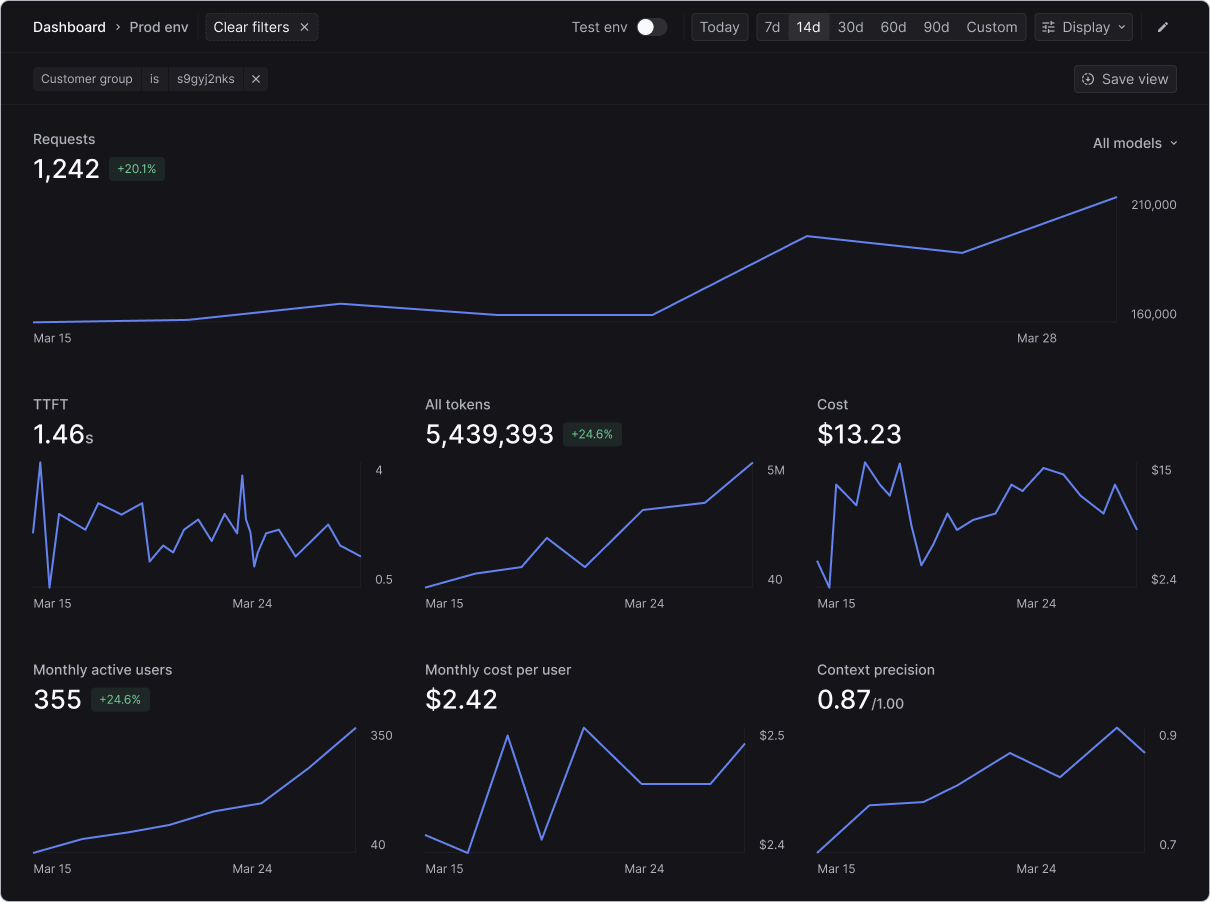 Dashboard › Prod env Clear filters × Test env Today 7d 14d 30d 60d 90d Custom Display
Customer group is s9gyj2nks × Save view
Requests
All models
1,242 +20.1%
210,000
160,000
Mar 15 Mar 28
TTFT
1.46s
4
0.5
Mar 15 Mar 24
All tokens
5,439,393 +24.6%
5M
40
Mar 15 Mar 24
Cost
$13.23
$15
$2.4
Mar 15 Mar 24
Monthly active users
355 +24.6%
350
40
Mar 15 Mar 24
Monthly cost per user
$2.42
$2.5
$2.4
Mar 15 Mar 24
Context precision
0.87/1.00
0.9
0.7
Mar 15 Mar 24